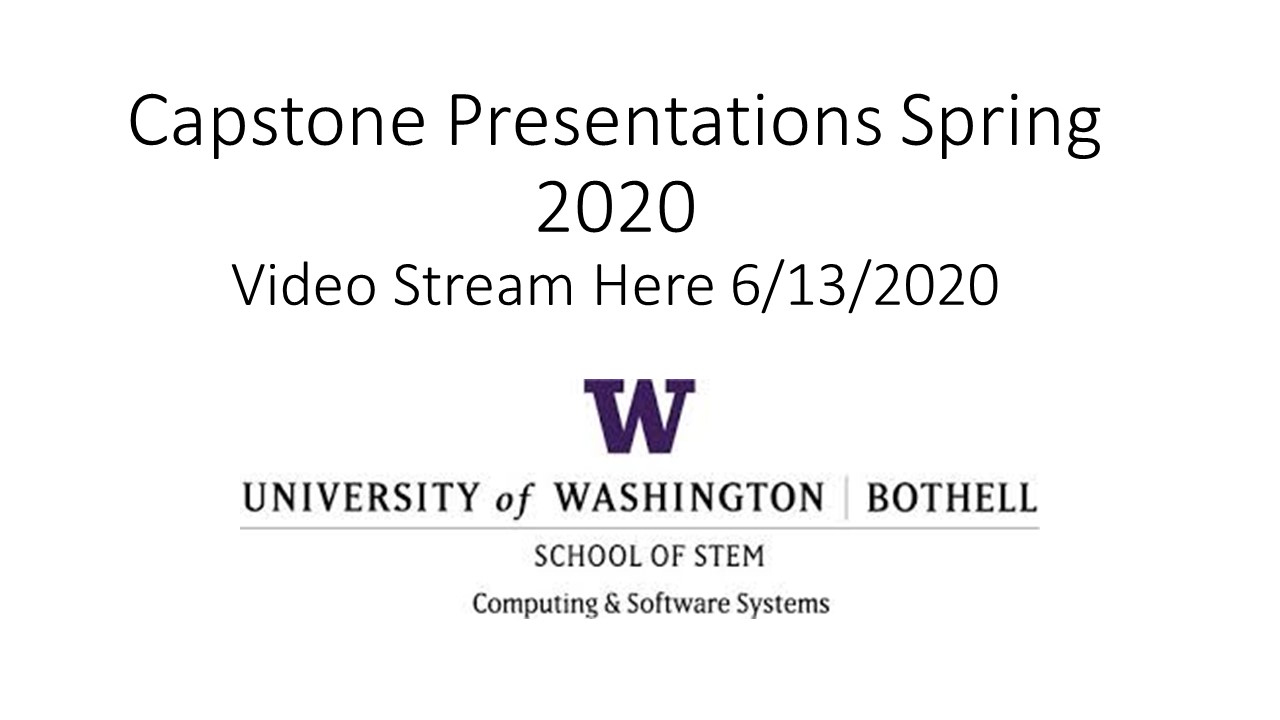 Capstone Presentations Spring
2020
Video Stream Here 6/13/2020
W
UNIVERSITY of WASHINGTON | BOTHELL
SCHOOL OF STEM
Computing & Software Systems